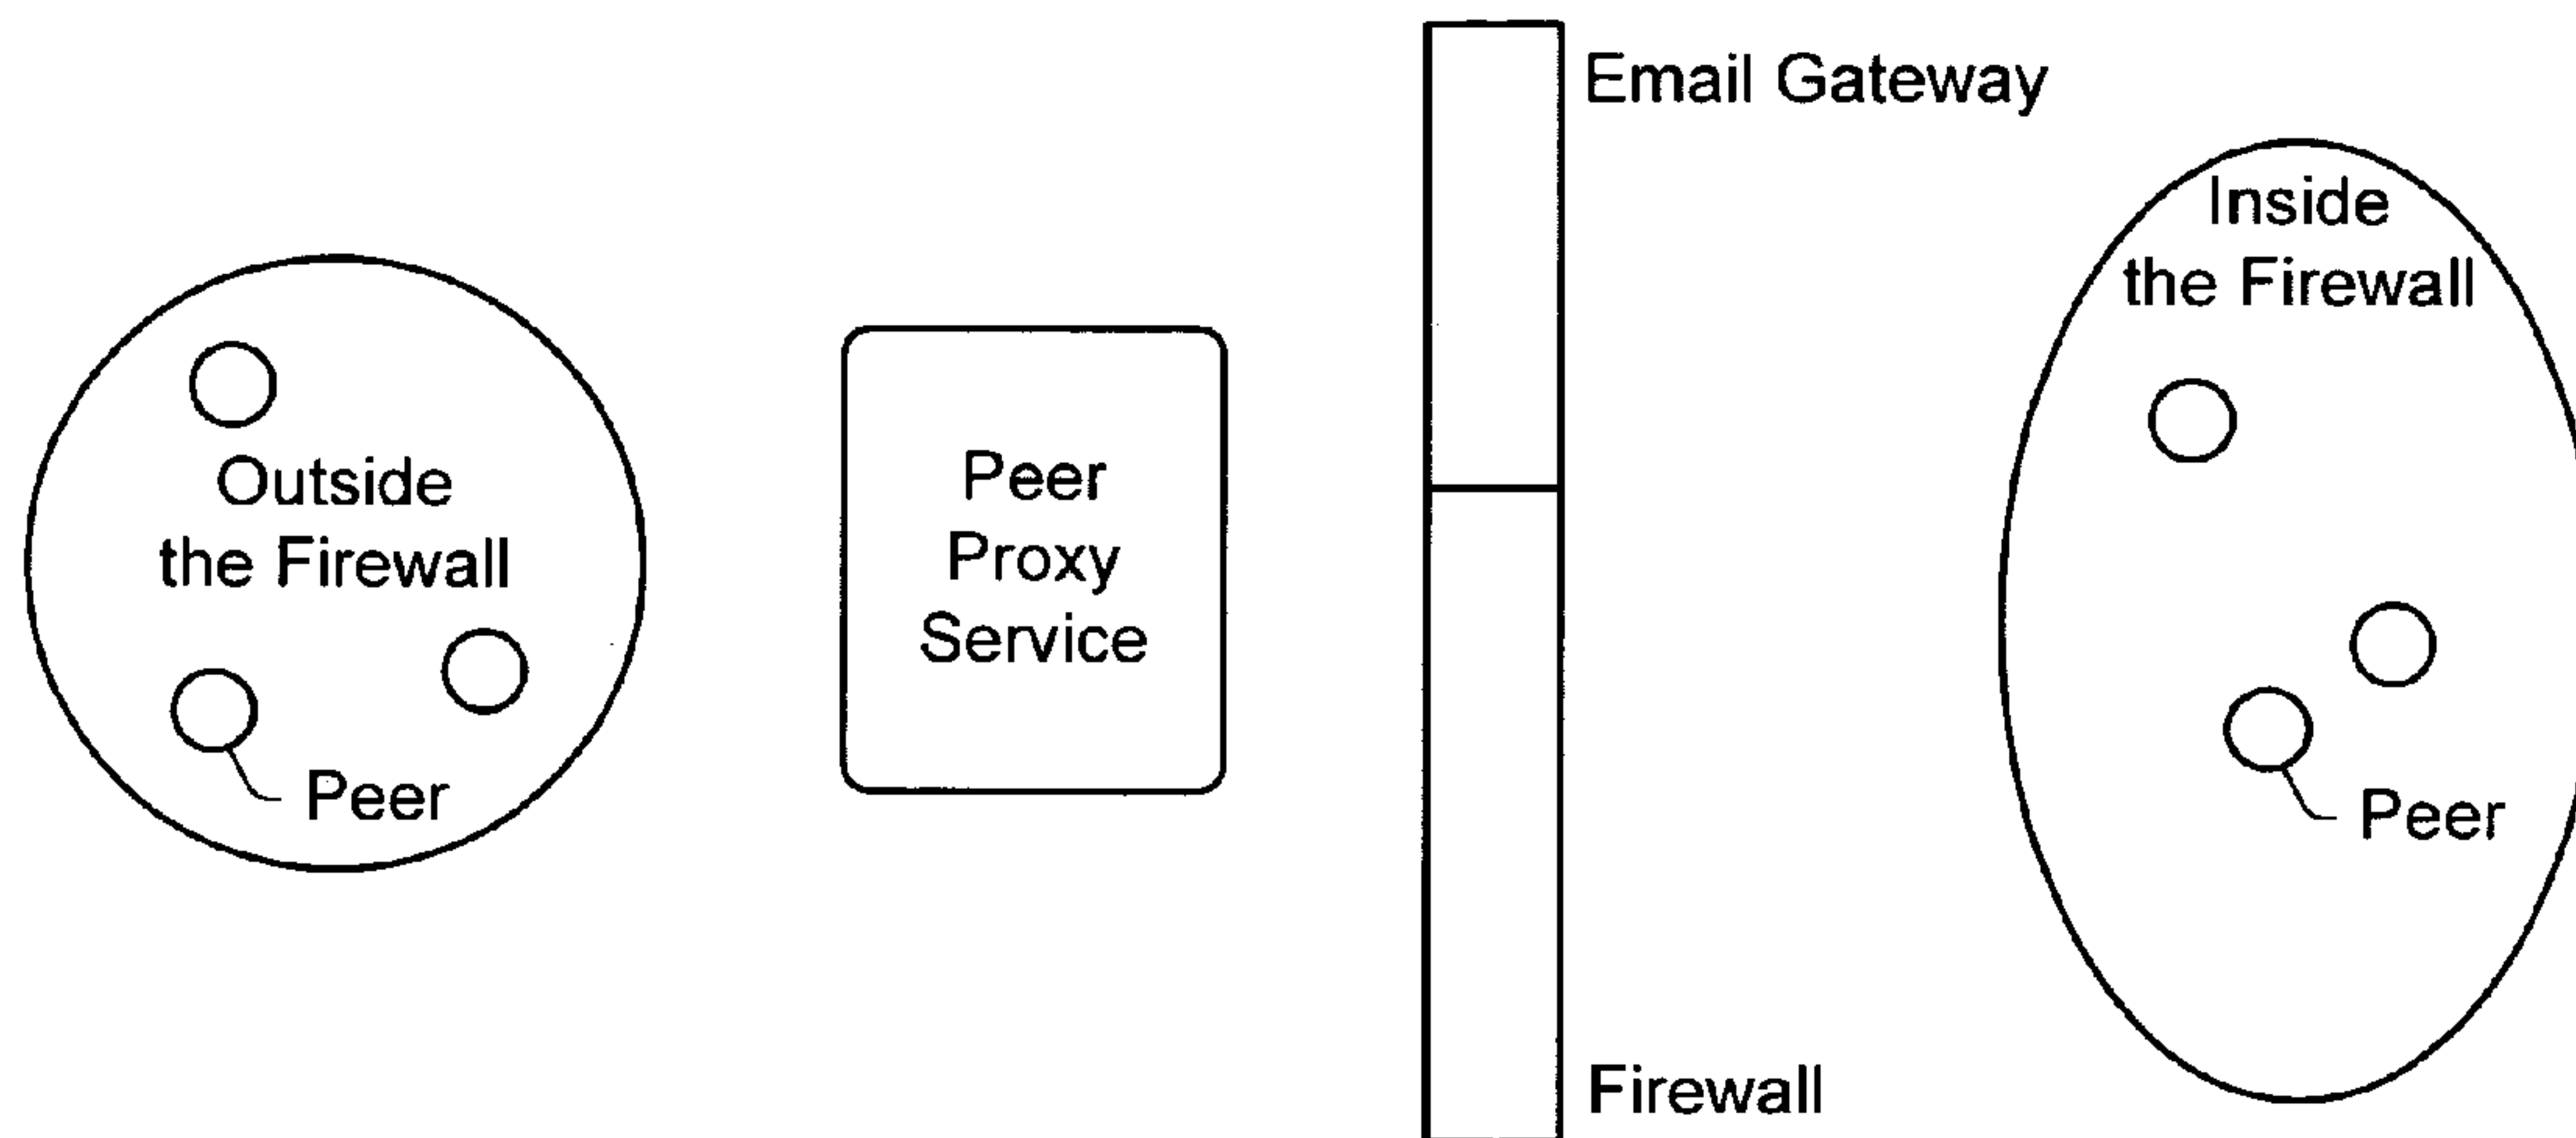 Outside
the Firewall
Peer
Peer
Proxy
Service
Email Gateway
Firewall
Inside
the Firewall
Peer